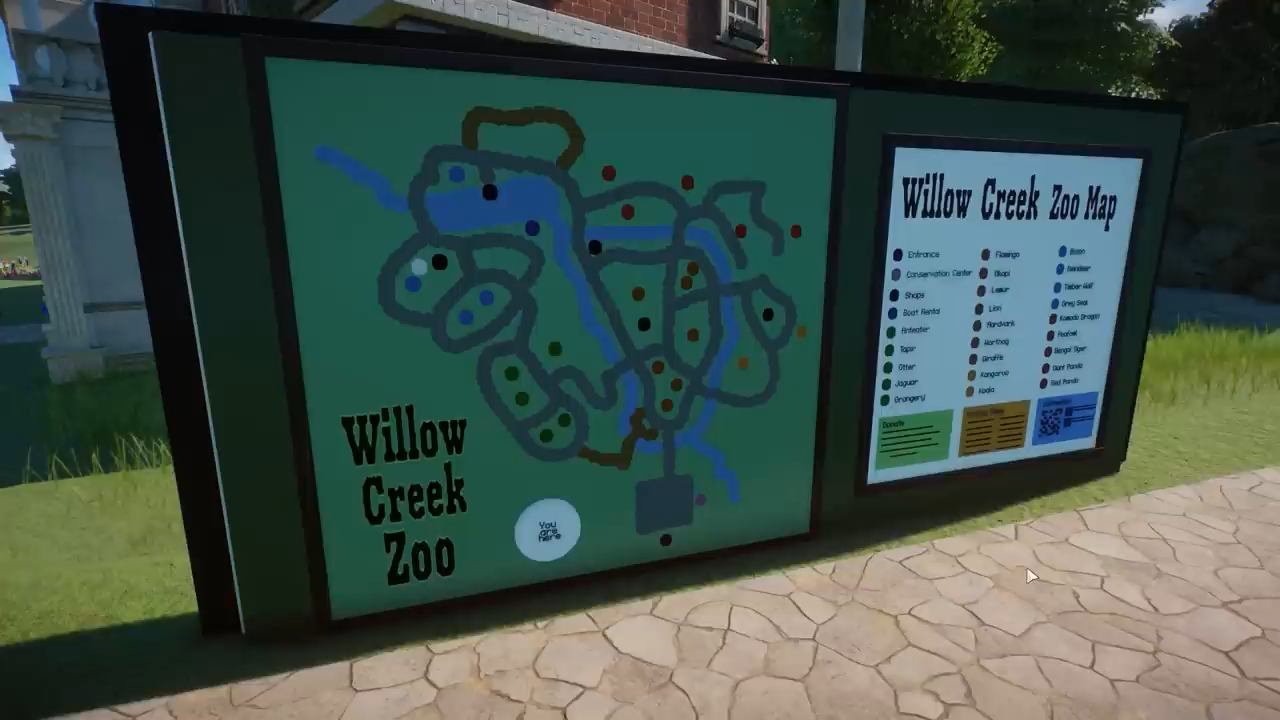 Willow
Creek
Zoo
You
are
here
Willow Creek Zoo Map
Entrance
Conservation Center
Shops
Boat Rental
Anteater
Tapir
Otter
Jaguar
Orangery
Flamingo
Okapi
Lemur
Lion
Aardvark
Warthog
Giraffe
Kangaroo
Koala
Bison
Reindeer
Timber Wolf
Grey Seal
Komodo Dragon
Peafowl
Bengal Tiger
Giant Panda
Red Panda
Donate